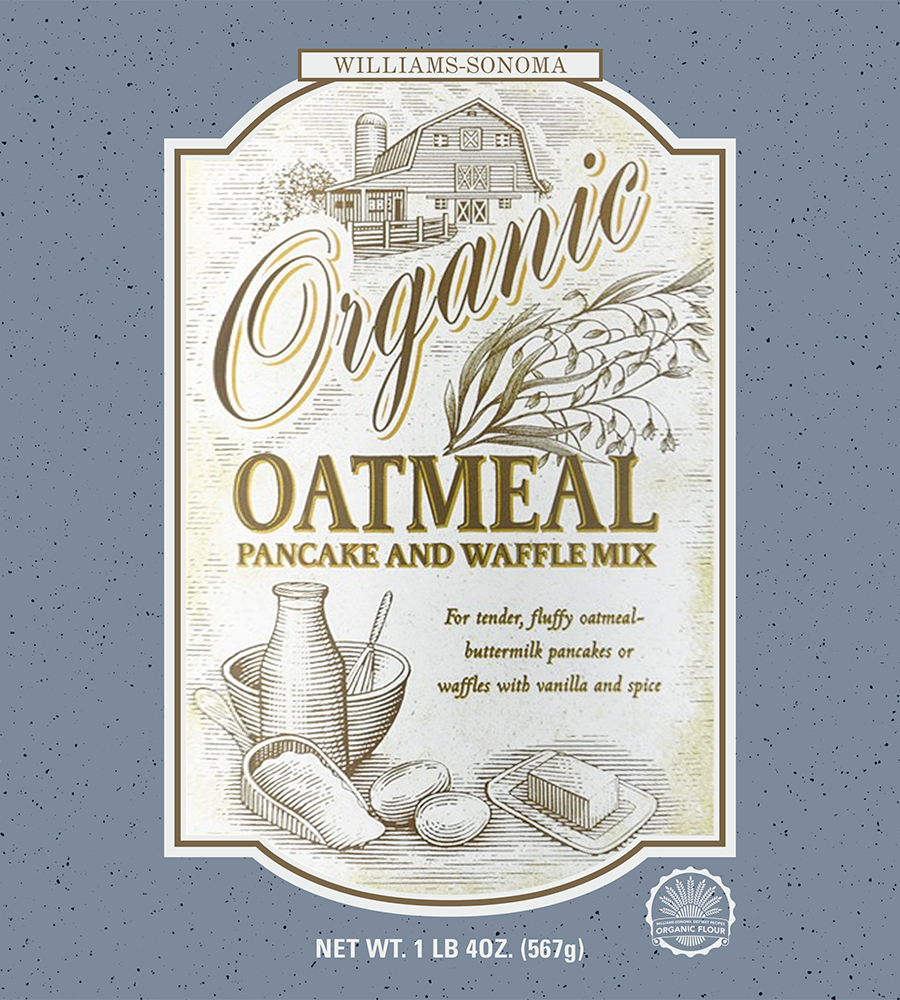 WILLIAMS-SONOMA
Organic
OATMEAL
PANCAKE AND WAFFLE MIX
For tender, fluffy oatmeal-
buttermilk pancakes or
waffles with vanilla and spice
ORGANIC FLOUR
NET WT. 1 LB 4OZ. (567g)